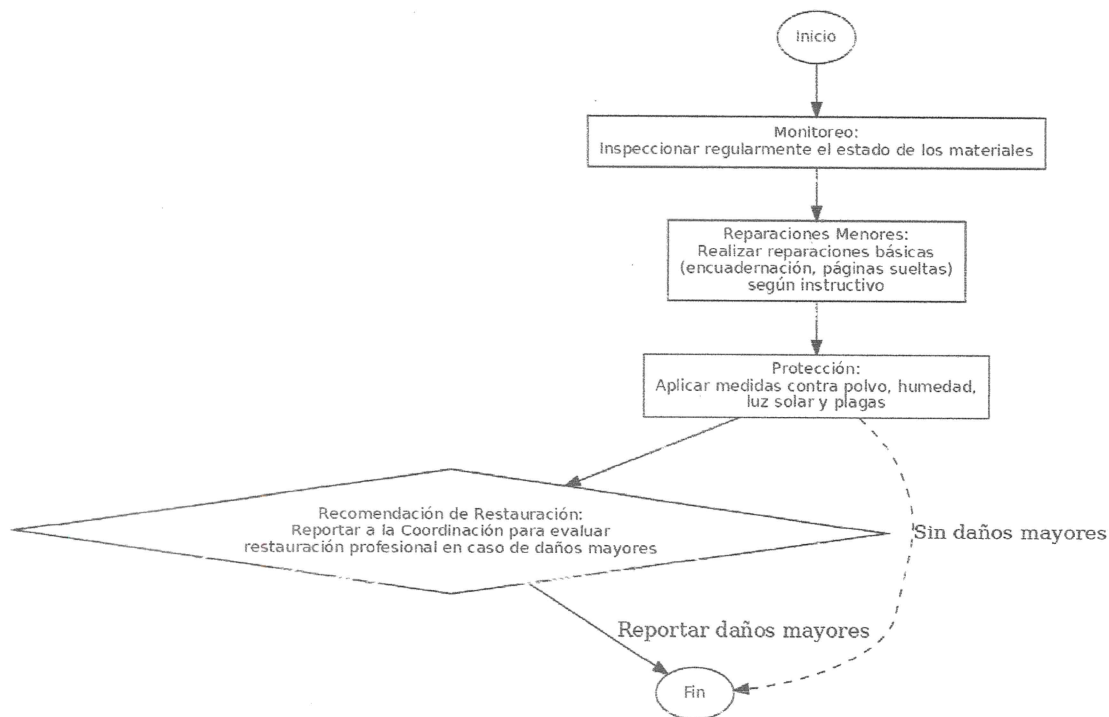 Inicio
Monitoreo:
Inspeccionar regularmente el estado de los materiales
Reparaciones Menores:
Realizar reparaciones básicas
(encuadernación, páginas sueltas)
según instructivo
Protección:
Aplicar medidas contra polvo, humedad,
luz solar y plagas
Recomendación de Restauración:
Reportar a la Coordinación para evaluar
restauración profesional en caso de daños mayores
Sin daños mayores
Reportar daños mayores
Fin